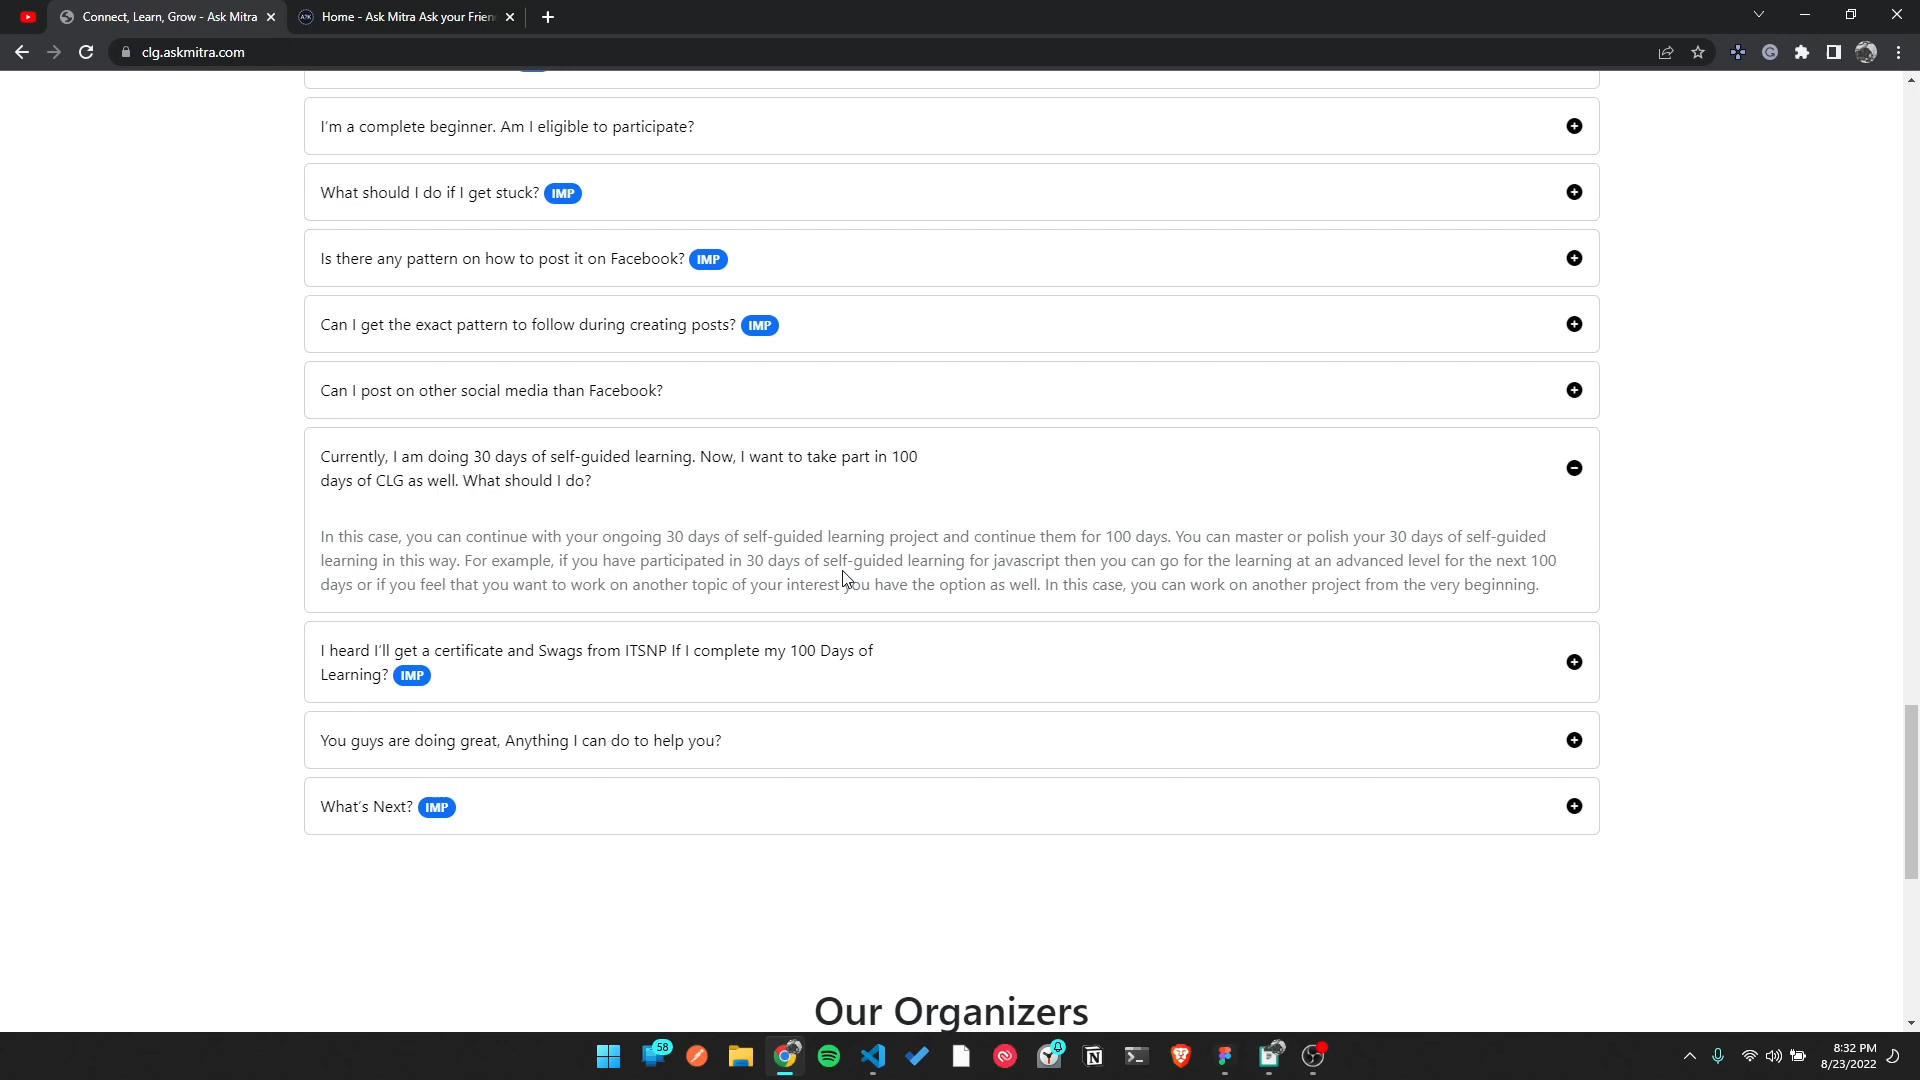 Connect, Learn, Grow - Ask Mitra
Home - Ask Mitra Ask your Frien
clg.askmitra.com
I'm a complete beginner. Am I eligible to participate?
What should I do if I get stuck? IMP
Is there any pattern on how to post it on Facebook? IMP
Can I get the exact pattern to follow during creating posts? IMP
Can I post on other social media than Facebook?
Currently, I am doing 30 days of self-guided learning. Now, I want to take part in 100
days of CLG as well. What should I do?
In this case, you can continue with your ongoing 30 days of self-guided learning project and continue them for 100 days. You can master or polish your 30 days of self-guided
learning in this way. For example, if you have participated in 30 days of self-guided learning for javascript then you can go for the learning at an advanced level for the next 100
days or if you feel that you want to work on another topic of your interest you have the option as well. In this case, you can work on another project from the very beginning.
I heard I'll get a certificate and Swags from ITSNP If I complete my 100 Days of
Learning? IMP
You guys are doing great, Anything I can do to help you?
What's Next? IMP
Our Organizers
58
8:32 PM
8/23/2022